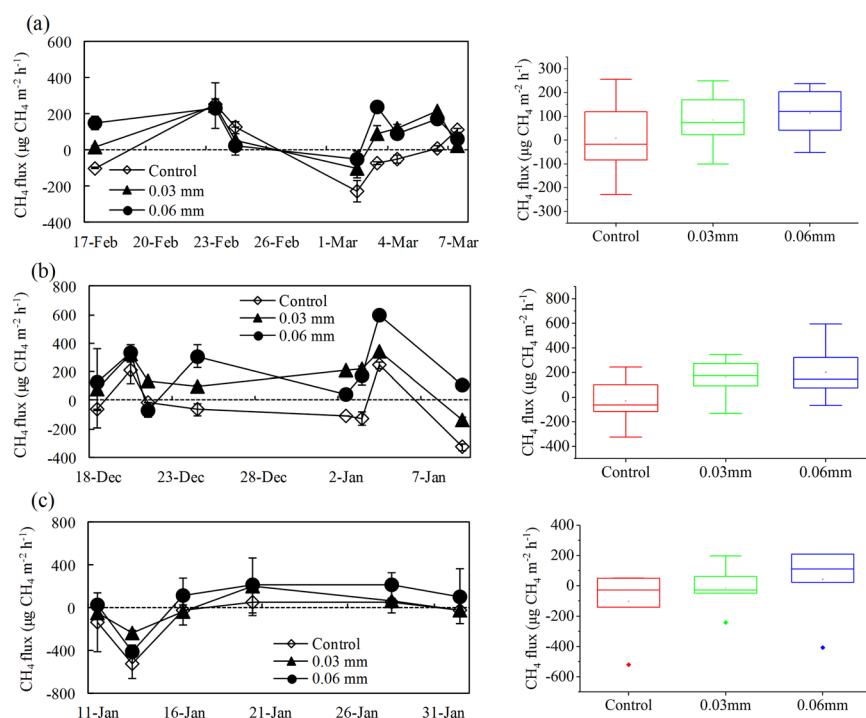 (a)
CH₄ flux (µg CH₄ m⁻² h⁻¹)
600
400
200
0
-200
-400
Control
0.03 mm
0.06 mm
17-Feb 20-Feb 23-Feb 26-Feb 1-Mar 4-Mar 7-Mar
CH₄ flux (µg CH₄ m⁻² h⁻¹)
300
200
100
0
100
-200
-300
Control 0.03mm 0.06mm
(b)
CH₄ flux (µg CH₄ m⁻² h⁻¹)
800
600
400
200
0
-200
-400
Control
0.03 mm
0.06 mm
18-Dec 23-Dec 28-Dec 2-Jan 7-Jan
CH₄ flux (µg CH₄ m⁻² h⁻¹)
800
600
400
200
0
-200
-400
Control 0.03mm 0.06mm
(c)
CH₄ flux (µg CH₄ m⁻² h⁻¹)
800
400
0
-400
-800
Control
0.03 mm
0.06 mm
11-Jan 16-Jan 21-Jan 26-Jan 31-Jan
CH₄ flux (µg CH₄ m⁻² h⁻¹)
400
200
0
-200
-400
-600
Control 0.03mm 0.06mm